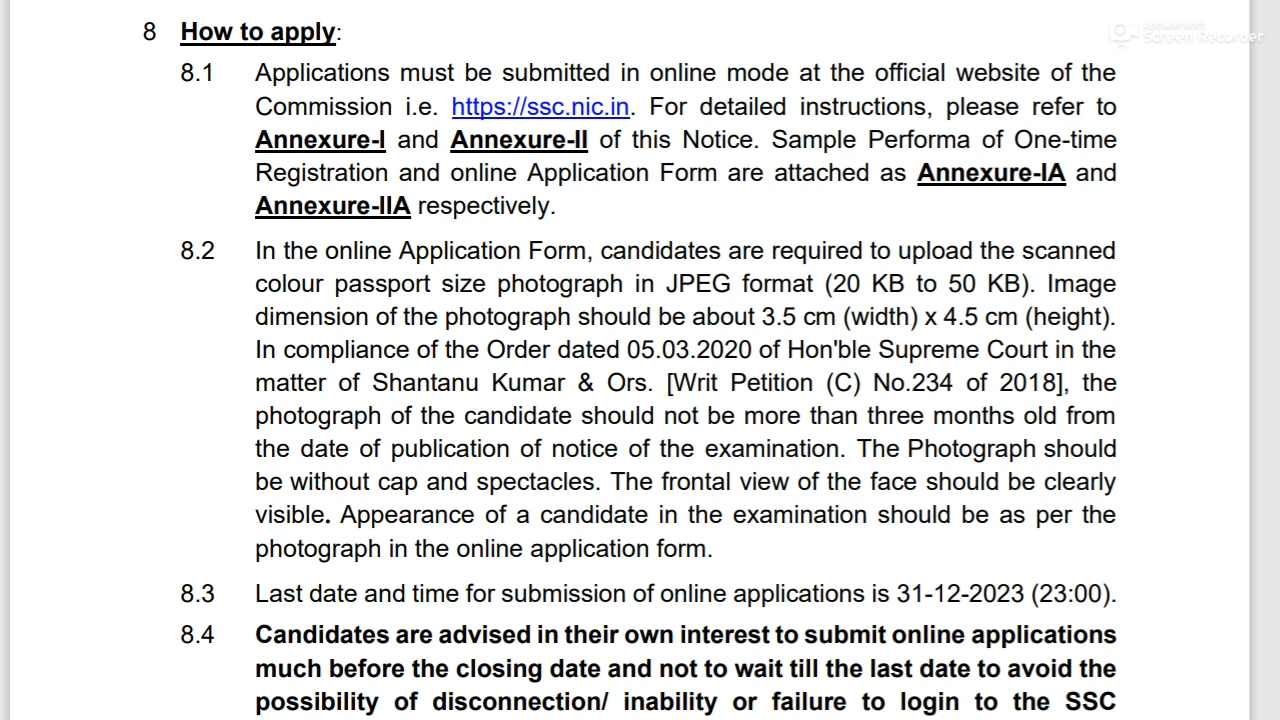 8 How to apply:
Apowersoft
Screen Recorder
8.1 Applications must be submitted in online mode at the official website of the
Commission i.e. https://ssc.nic.in. For detailed instructions, please refer to
Annexure-I and Annexure-II of this Notice. Sample Performa of One-time
Registration and online Application Form are attached as Annexure-IA and
Annexure-IIA respectively.
8.2 In the online Application Form, candidates are required to upload the scanned
colour passport size photograph in JPEG format (20 KB to 50 KB). Image
dimension of the photograph should be about 3.5 cm (width) x 4.5 cm (height).
In compliance of the Order dated 05.03.2020 of Hon'ble Supreme Court in the
matter of Shantanu Kumar & Ors. [Writ Petition (C) No.234 of 2018], the
photograph of the candidate should not be more than three months old from
the date of publication of notice of the examination. The Photograph should
be without cap and spectacles. The frontal view of the face should be clearly
visible. Appearance of a candidate in the examination should be as per the
photograph in the online application form.
8.3 Last date and time for submission of online applications is 31-12-2023 (23:00).
8.4 Candidates are advised in their own interest to submit online applications
much before the closing date and not to wait till the last date to avoid the
possibility of disconnection/ inability or failure to login to the SSC